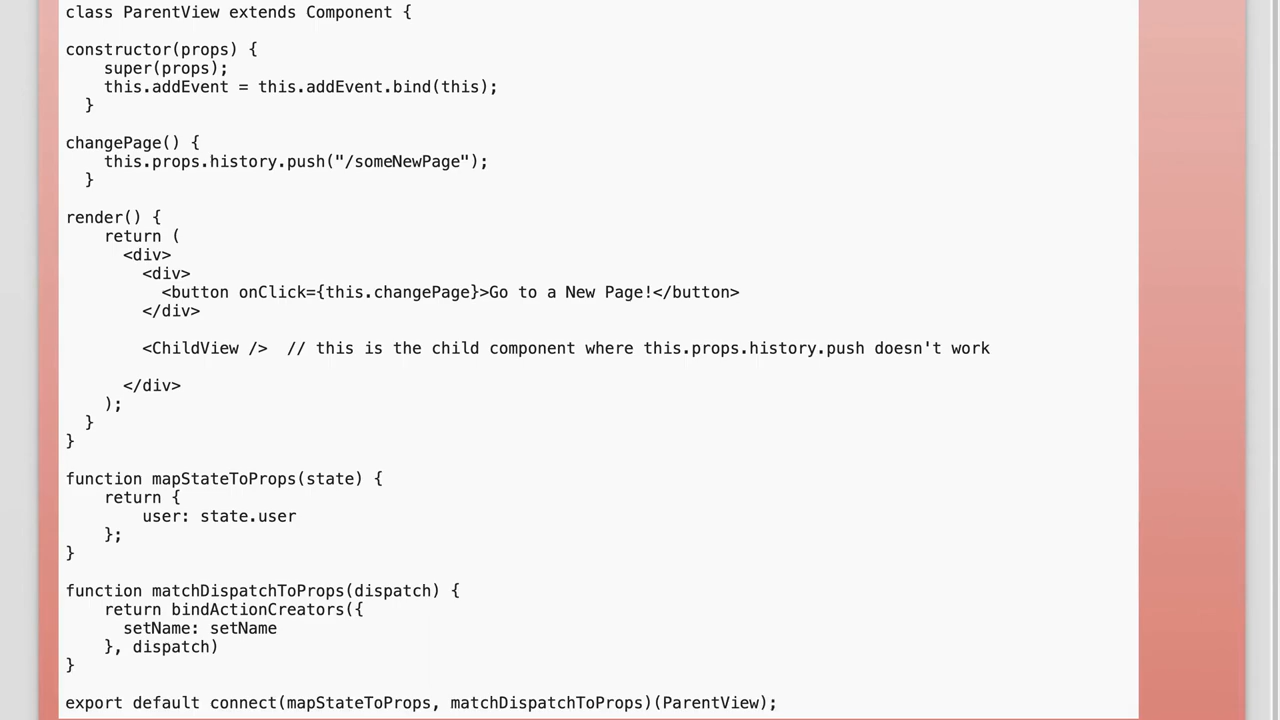 class ParentView extends Component {
constructor(props) {
super(props);
this.addEvent = this.addEvent.bind(this);
}
changePage() {
this.props.history.push("/someNewPage");
}
render() {
return (
<div>
<div>
<button onClick={this.changePage}>Go to a New Page!</button>
</div>
<ChildView />  // this is the child component where this.props.history.push doesn't work
</div>
);
}
}
function mapStateToProps(state) {
return {
user: state.user
};
}
function matchDispatchToProps(dispatch) {
return bindActionCreators({
setName: setName
}, dispatch)
}
export default connect(mapStateToProps, matchDispatchToProps)(ParentView);